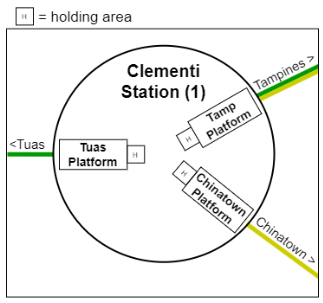 H = holding area
Clementi
Station (1)
Tampines >
Tamp
Platform
H
<Tuas
Tuas
Platform
H
H
Chinatown
Platform
Chinatown >